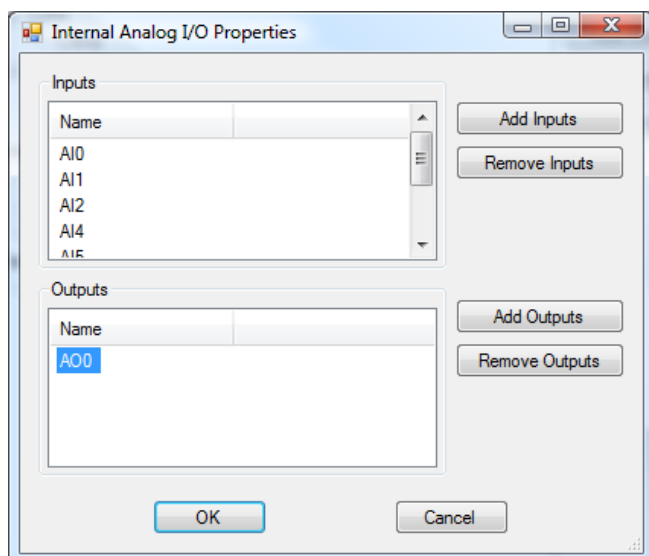 Internal Analog I/O Properties
Inputs
Name
AI0
AI1
AI2
AI4
AI5
Add Inputs
Remove Inputs
Outputs
Name
AO0
Add Outputs
Remove Outputs
OK
Cancel